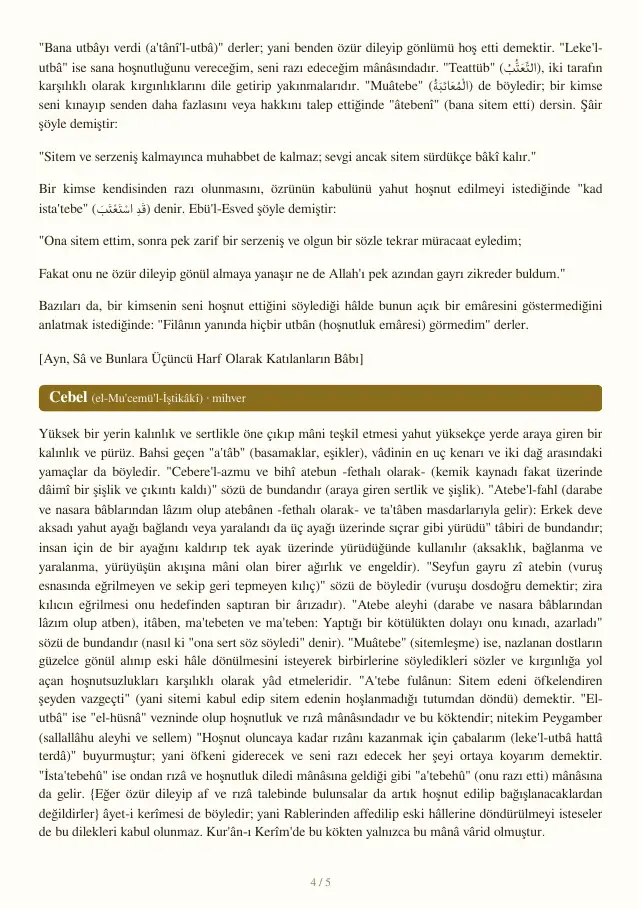 "Bana utbâyı verdi (a'tânî'l-utbâ)" derler; yani benden özür dileyip gönlümü hoş etti demektir. "Leke'l-
utbâ" ise sana hoşnutluğunu vereceğim, seni razı edeceğim mânâsındadır. "Teattüb" (التَّعَتُّبُ), iki tarafın
karşılıklı olarak kırgınlıklarını dile getirip yakınmalarıdır. "Muâtebe" (الْمُعَاتَبَةُ) de böyledir; bir kimse
seni kınayıp senden daha fazlasını veya hakkını talep ettiğinde "âtebenî" (bana sitem etti) dersin. Şâir
şöyle demiştir:
"Sitem ve serzeniş kalmayınca muhabbet de kalmaz; sevgi ancak sitem sürdükçe bâkî kalır."
Bir kimse kendisinden razı olunmasını, özrünün kabulünü yahut hoşnut edilmeyi istediğinde "kad
ista'tebe" (قَدِ اسْتَعْتَبَ) denir. Ebü'l-Esved şöyle demiştir:
"Ona sitem ettim, sonra pek zarif bir serzeniş ve olgun bir sözle tekrar müracaat eyledim;
Fakat onu ne özür dileyip gönül almaya yanaşır ne de Allah'ı pek azından gayrı zikreder buldum."
Bazıları da, bir kimsenin seni hoşnut ettiğini söylediği hâlde bunun açık bir emâresini göstermediğini
anlatmak istediğinde: "Filânın yanında hiçbir utbân (hoşnutluk emâresi) görmedim" derler.
[Ayn, Sâ ve Bunlara Üçüncü Harf Olarak Katılanların Bâbı]
Cebel (el-Mu'cemü'l-İştikâkî) · mihver
Yüksek bir yerin kalınlık ve sertlikle öne çıkıp mâni teşkil etmesi yahut yüksekçe yerde araya giren bir
kalınlık ve pürüz. Bahsi geçen "a'tâb" (basamaklar, eşikler), vâdinin en uç kenarı ve iki dağ arasındaki
yamaçlar da böyledir. "Cebere'l-azmu ve bihî atebun -fethalı olarak- (kemik kaynadı fakat üzerinde
dâimî bir şişlik ve çıkıntı kaldı)" sözü de bundandır (araya giren sertlik ve şişlik). "Atebe'l-fahl (darabe
ve nasara bâblarından lâzım olup atebânen -fethalı olarak- ve ta'tâben masdarlarıyla gelir): Erkek deve
aksadı yahut ayağı bağlandı veya yaralandı da üç ayağı üzerinde sıçrar gibi yürüdü" tâbiri de bundandır;
insan için de bir ayağını kaldırıp tek ayak üzerinde yürüdüğünde kullanılır (aksaklık, bağlanma ve
yaralanma, yürüyüşün akışına mâni olan birer ağırlık ve engeldir). "Seyfun gayru zî atebin (vuruş
esnasında eğrilmeyen ve sekip geri tepmeyen kılıç)" sözü de böyledir (vuruşu dosdoğru demektir; zira
kılıcın eğrilmesi onu hedefinden saptıran bir ârızadır). "Atebe aleyhi (darabe ve nasara bâblarından
lâzım olup atben), itâben, ma'tebeten ve ma'teben: Yaptığı bir kötülükten dolayı onu kınadı, azarladı"
sözü de bundandır (nasıl ki "ona sert söz söyledi" denir). "Muâtebe" (sitemleşme) ise, nazlanan dostların
güzelce gönül alınıp eski hâle dönülmesini isteyerek birbirlerine söyledikleri sözler ve kırgınlığa yol
açan hoşnutsuzlukları karşılıklı olarak yâd etmeleridir. "A'tebe fulânun: Sitem edeni öfkelendiren
şeyden vazgeçti" (yani sitemi kabul edip sitem edenin hoşlanmadığı tutumdan döndü) demektir. "El-
utbâ" ise "el-hüsnâ" vezninde olup hoşnutluk ve rızâ mânâsındadır ve bu köktendir; nitekim Peygamber
(sallallâhu aleyhi ve sellem) "Hoşnut oluncaya kadar rızânı kazanmak için çabalarım (leke'l-utbâ hattâ
terdâ)" buyurmuştur; yani öfkeni giderecek ve seni razı edecek her şeyi ortaya koyarım demektir.
"İsta'tebehû" ise ondan rızâ ve hoşnutluk diledi mânâsına geldiği gibi "a'tebehû" (onu razı etti) mânâsına
da gelir. {Eğer özür dileyip af ve rızâ talebinde bulunsalar da artık hoşnut edilip bağışlanacaklardan
değildirler} âyet-i kerîmesi de böyledir; yani Rablerinden affedilip eski hâllerine döndürülmeyi isteseler
de bu dilekleri kabul olunmaz. Kur'ân-ı Kerîm'de bu kökten yalnızca bu mânâ vârid olmuştur.
4 / 5